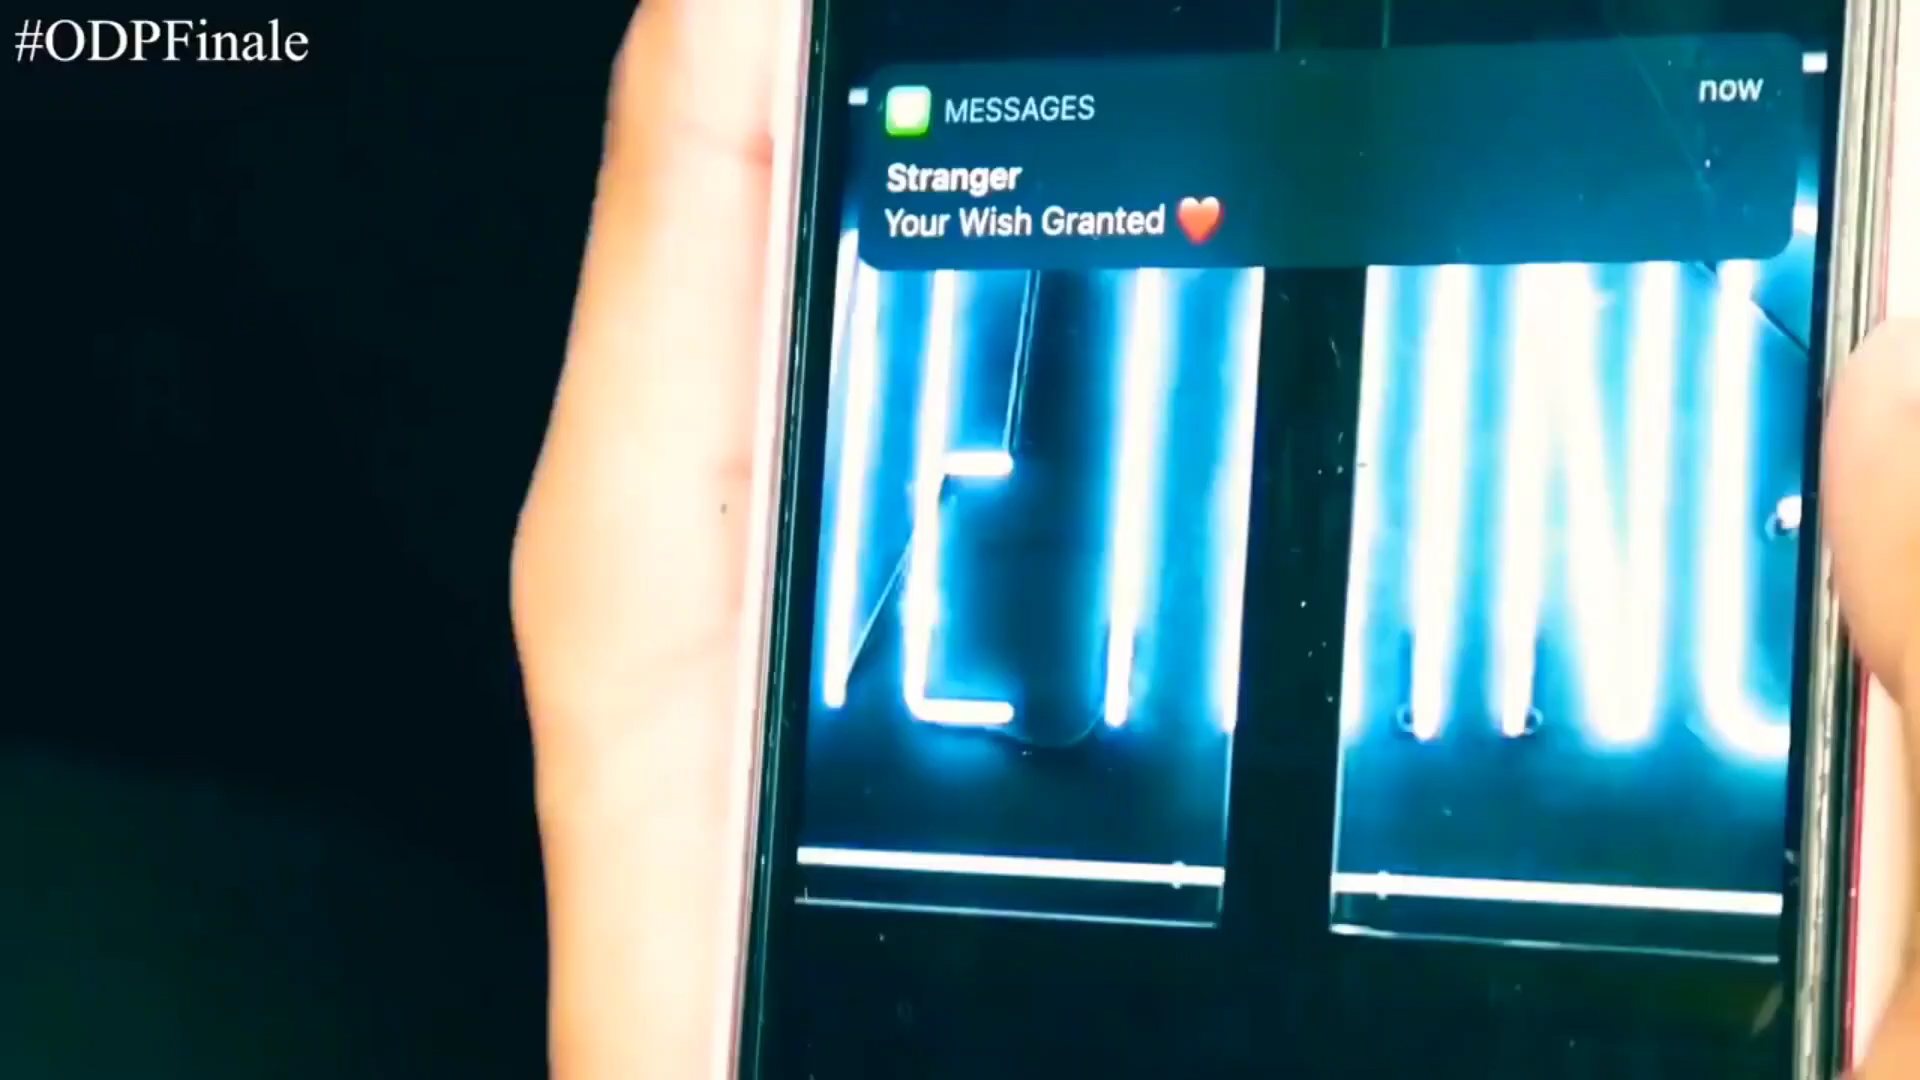 #ODPFinale
MESSAGES
now
Stranger
Your Wish Granted ❤️